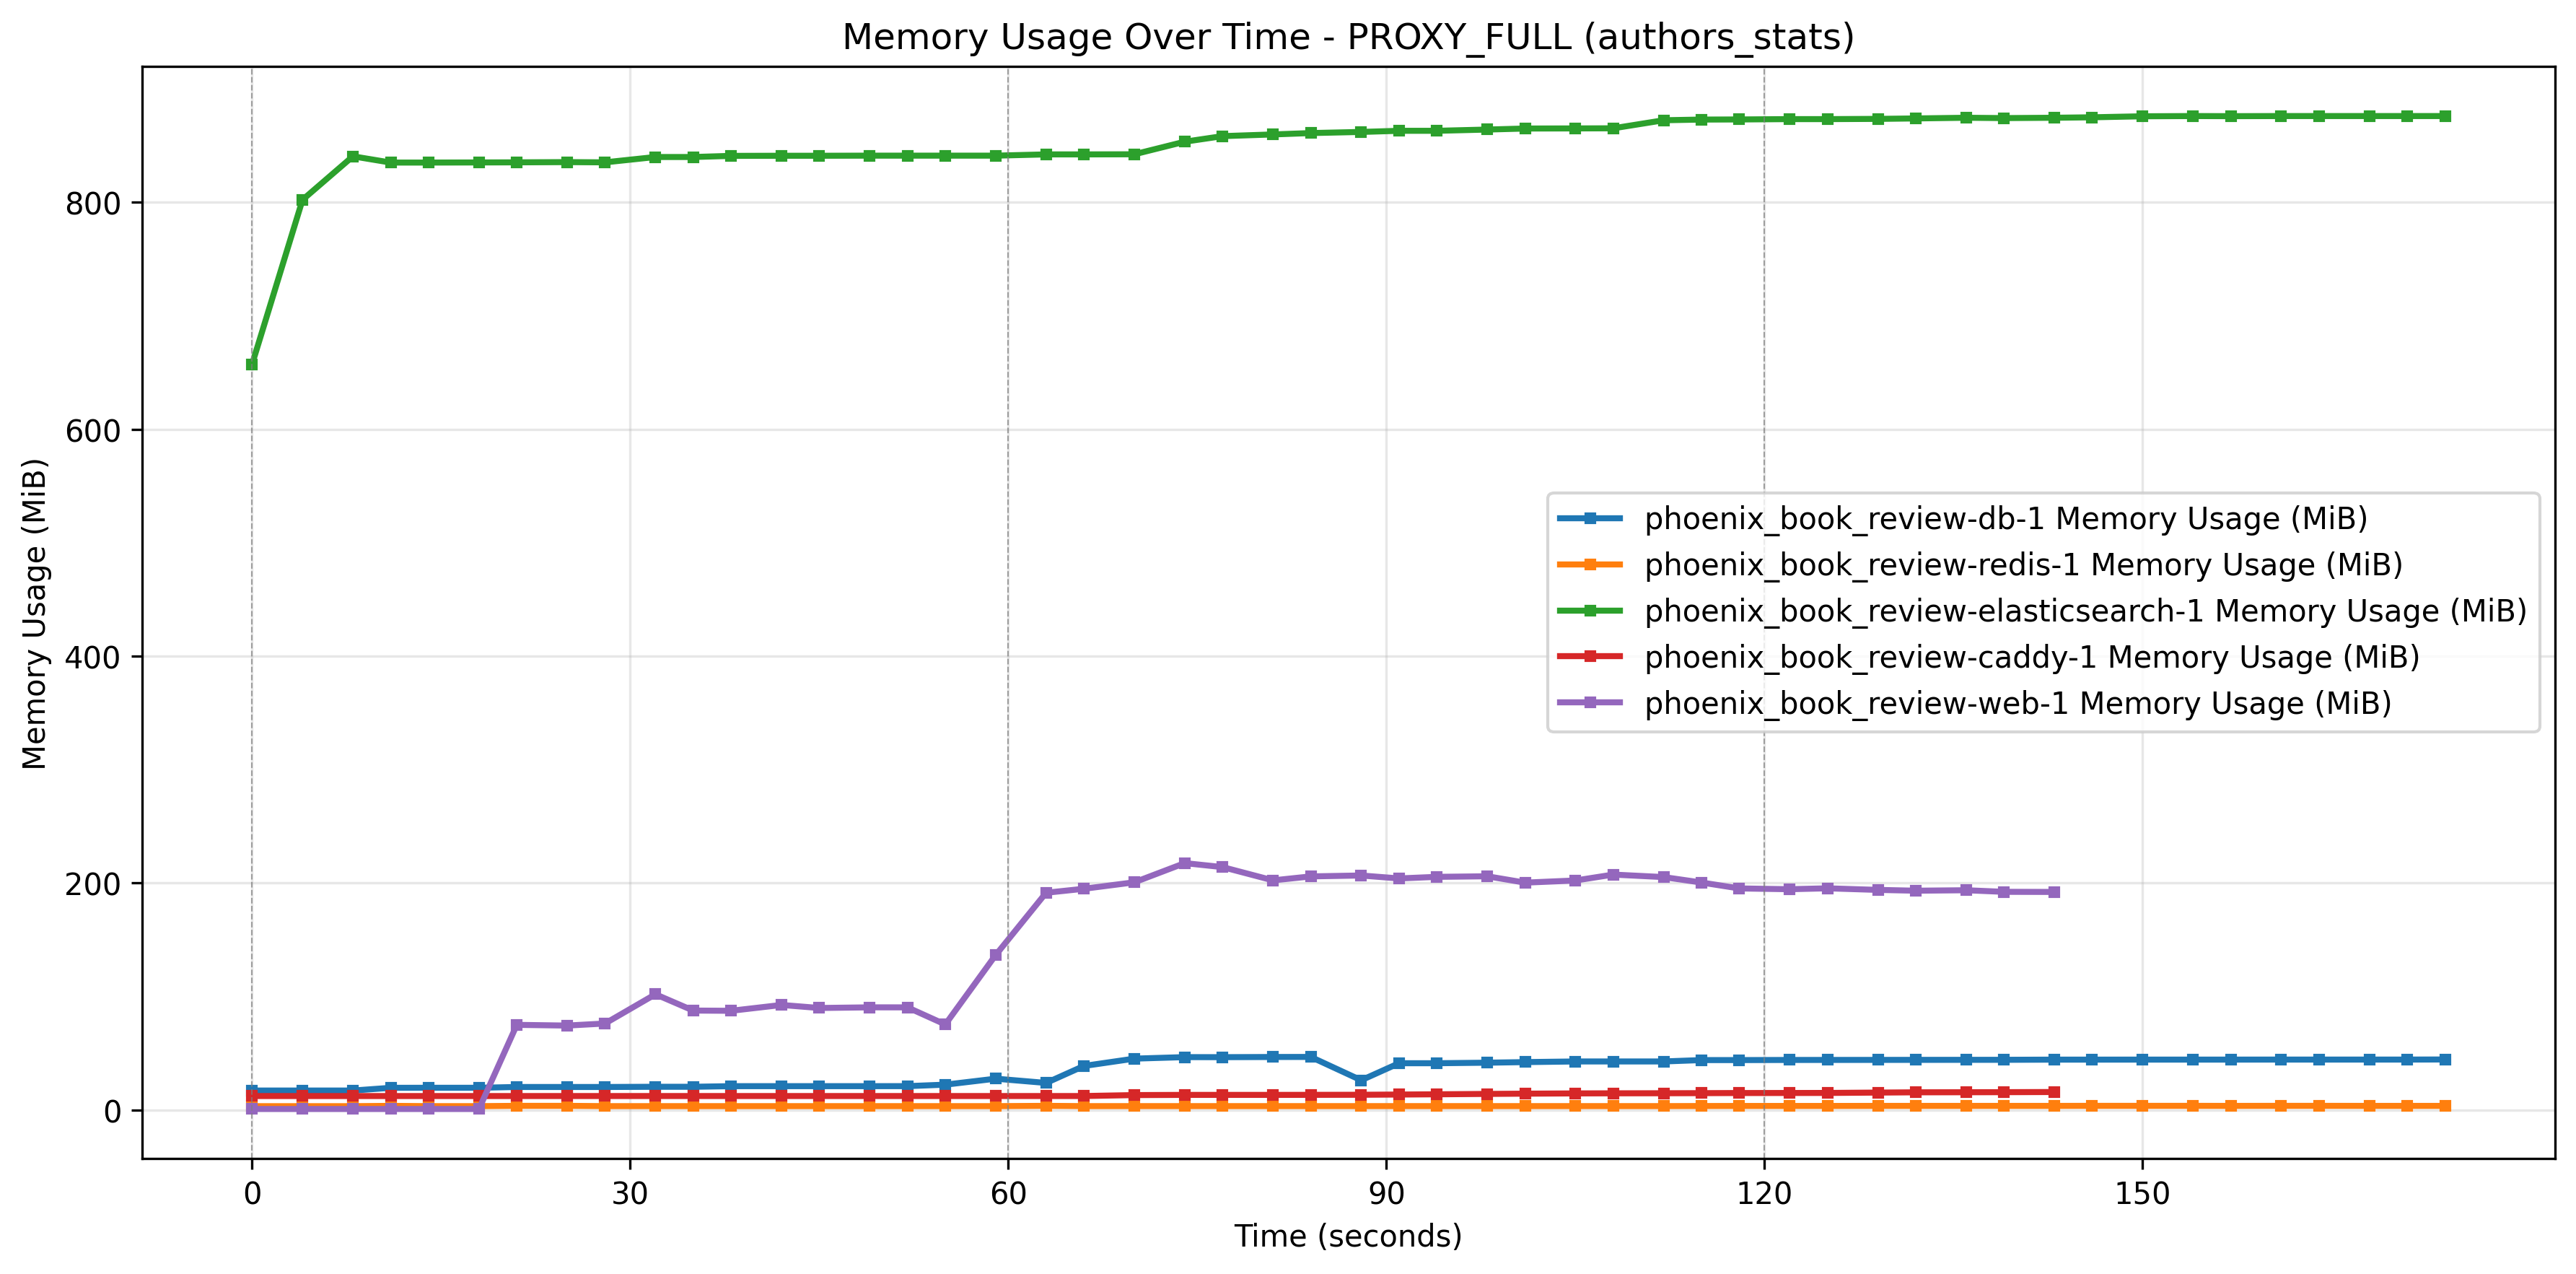 Memory Usage Over Time - PROXY_FULL (authors_stats)
Memory Usage (MiB)
800
600
400
200
0
phoenix_book_review-db-1 Memory Usage (MiB)
phoenix_book_review-redis-1 Memory Usage (MiB)
phoenix_book_review-elasticsearch-1 Memory Usage (MiB)
phoenix_book_review-caddy-1 Memory Usage (MiB)
phoenix_book_review-web-1 Memory Usage (MiB)
0 30 60 90 120 150
Time (seconds)